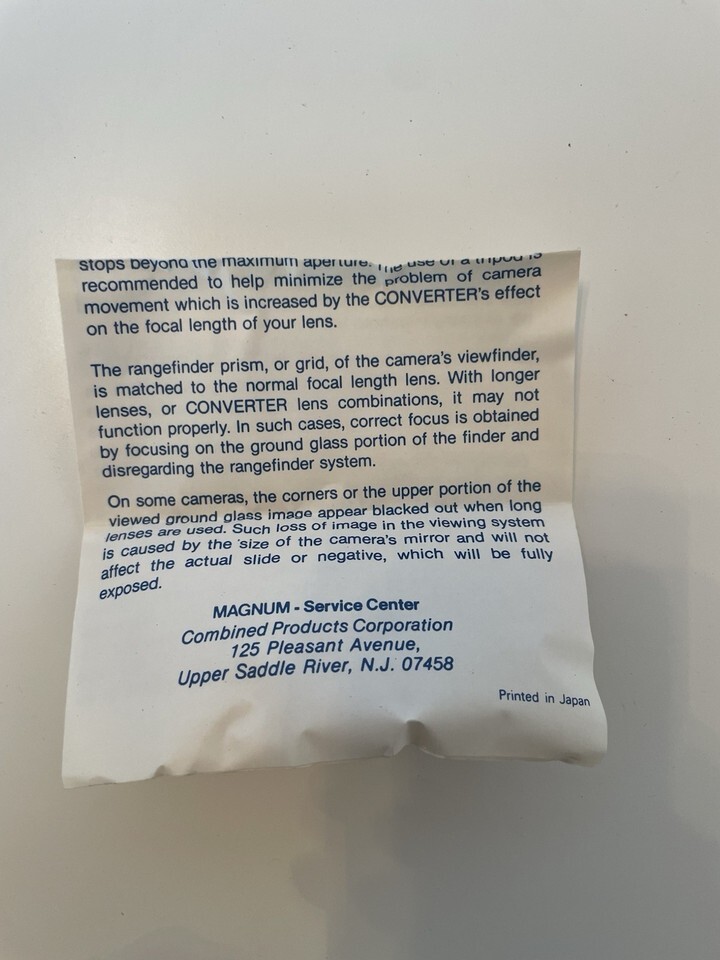 stops beyond the maximum aperture. The use of a tripod is
recommended to help minimize the problem of camera
movement which is increased by the CONVERTER's effect
on the focal length of your lens.
The rangefinder prism, or grid, of the camera's viewfinder,
is matched to the normal focal length lens. With longer
lenses, or CONVERTER lens combinations, it may not
function properly. In such cases, correct focus is obtained
by focusing on the ground glass portion of the finder and
disregarding the rangefinder system.
On some cameras, the corners or the upper portion of the
viewed ground glass image appear blacked out when long
lenses are used. Such loss of image in the viewing system
is caused by the size of the camera's mirror and will not
affect the actual slide or negative, which will be fully
exposed.
MAGNUM - Service Center
Combined Products Corporation
125 Pleasant Avenue,
Upper Saddle River, N.J. 07458
Printed in Japan